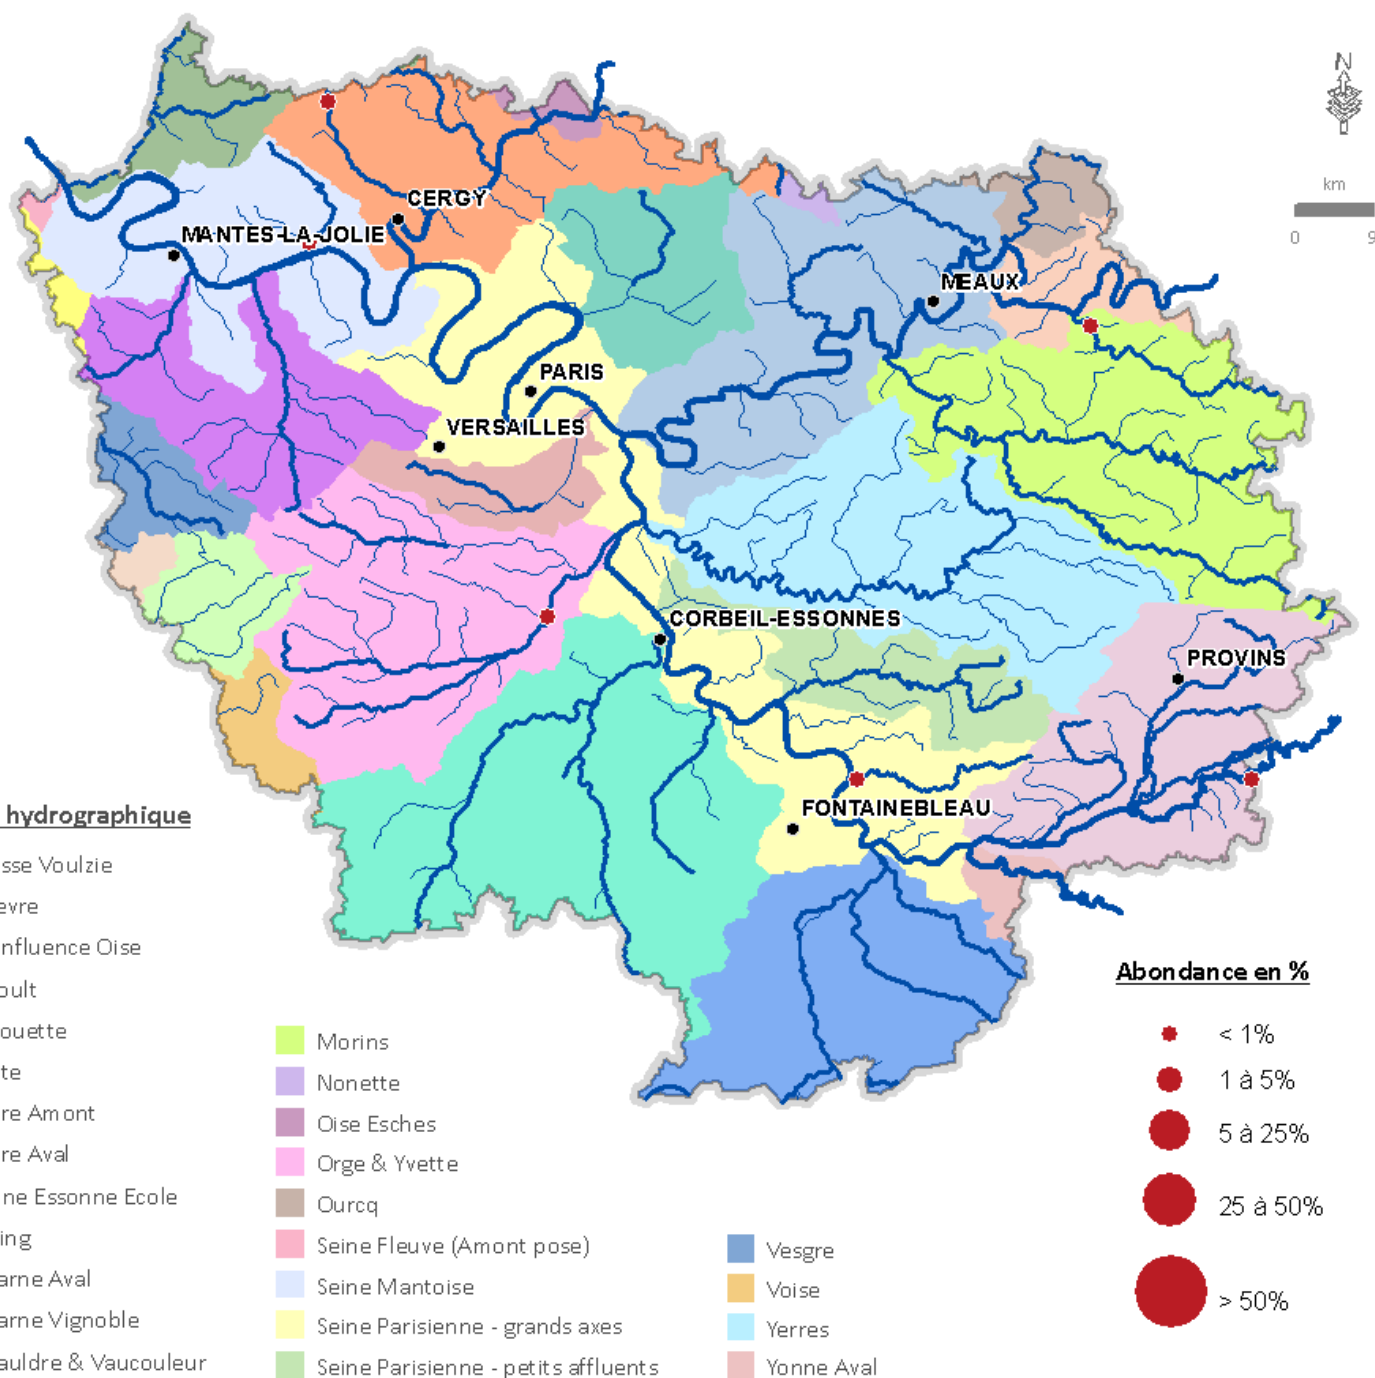 N
km
0 9
CERGY
MANTES-LA-JOLIE
MEAUX
PARIS
VERSAILLES
CORBEIL-ESSONNES
PROVINS
FONTAINEBLEAU
hydrographique
sse Voulzie
evre
nfluence Oise
oult
ouette
te
re Amont
re Aval
ne Essonne Ecole
ing
arne Aval
arne Vignoble
auldre & Vaucouleur
Morins
Nonette
Oise Esches
Orge & Yvette
Ourcq
Seine Fleuve (Amont pose)
Seine Mantoise
Seine Parisienne - grands axes
Seine Parisienne - petits affluents
Vesgre
Voise
Yerres
Yonne Aval
Abondance en %
< 1%
1 à 5%
5 à 25%
25 à 50%
> 50%